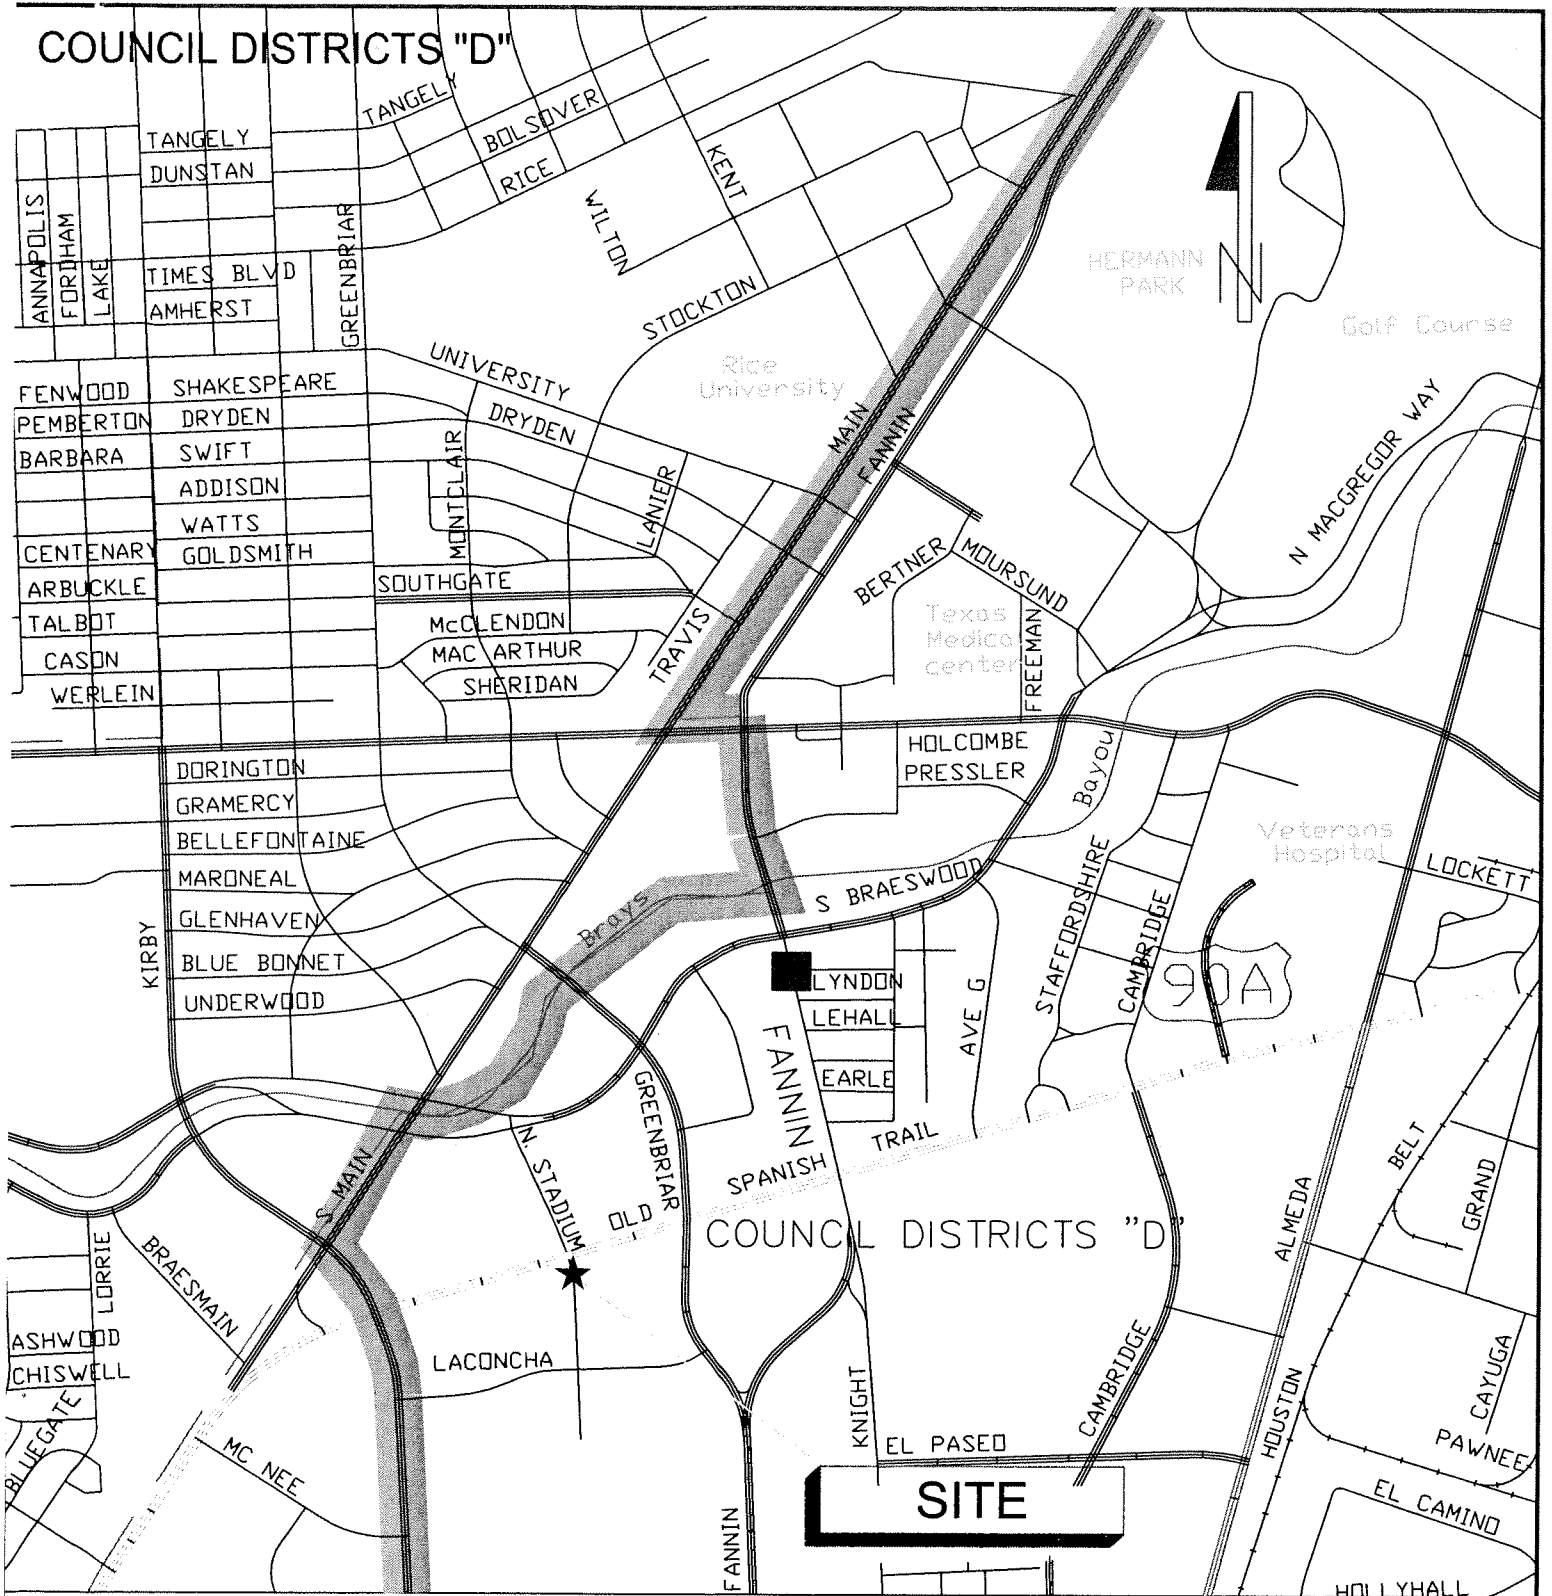 COUNCIL DISTRICTS "D"
TANGELY
TANGELY
BOLSOVER
DUNSTAN
RICE
KENT
WILTON
ANNAPOLIS
FORDHAM
LAKE
GREENBRIAR
TIMES BLVD
AMHERST
STOCKTON
HERMANN
PARK
N
Golf Course
UNIVERSITY
Rice
University
FENWOOD
SHAKESPEARE
PEMBERTON
DRYDEN
DRYDEN
BARBARA
SWIFT
MAIN
FANNIN
N MACGREGOR WAY
ADDISON
MONTCLAIR
LANIER
WATTS
CENTENARY
GOLDSMITH
ARBUCKLE
SOUTHGATE
BERTNER
MOURSUND
TALBOT
McCLENDON
Texas
Medica
center
FREEMAN
CASON
MAC ARTHUR
TRAVIS
WERLEIN
SHERIDAN
HOLCOMBE
PRESSLER
Bayou
DORINGTON
GRAMERCY
BELLEFONTAINE
MARONEAL
GLENHAVEN
BLUE BONNET
UNDERWOOD
KIRBY
Brays
S BRAESWOOD
Veterans
Hospital
LOCKETT
STAFFORDSHIRE
CAMBRIDGE
90A
LYNDON
LEHALL
EARLE
AVE G
FANNIN
GREENBRIAR
N. STADIUM
S MAIN
OLD
SPANISH
TRAIL
BELT
GRAND
ALMEDA
COUNCIL DISTRICTS "D"
LORRIE
BRAESMAIN
ASHWOOD
CHISWELL
BLUEGATE
LACONCHA
KNIGHT
CAMBRIDGE
HOUSTON
CAYUGA
PAWNEE
MC NEE
EL PASEO
SITE
EL CAMINO
FANNIN
HOLLYHALL